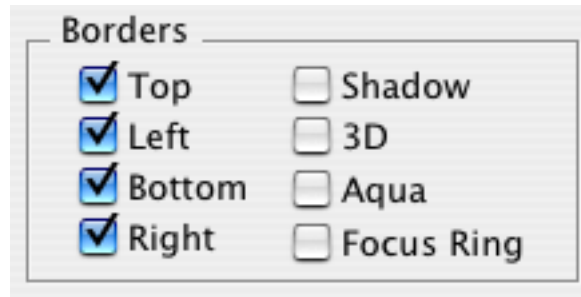 Borders
Top
Shadow
Left
3D
Bottom
Aqua
Right
Focus Ring